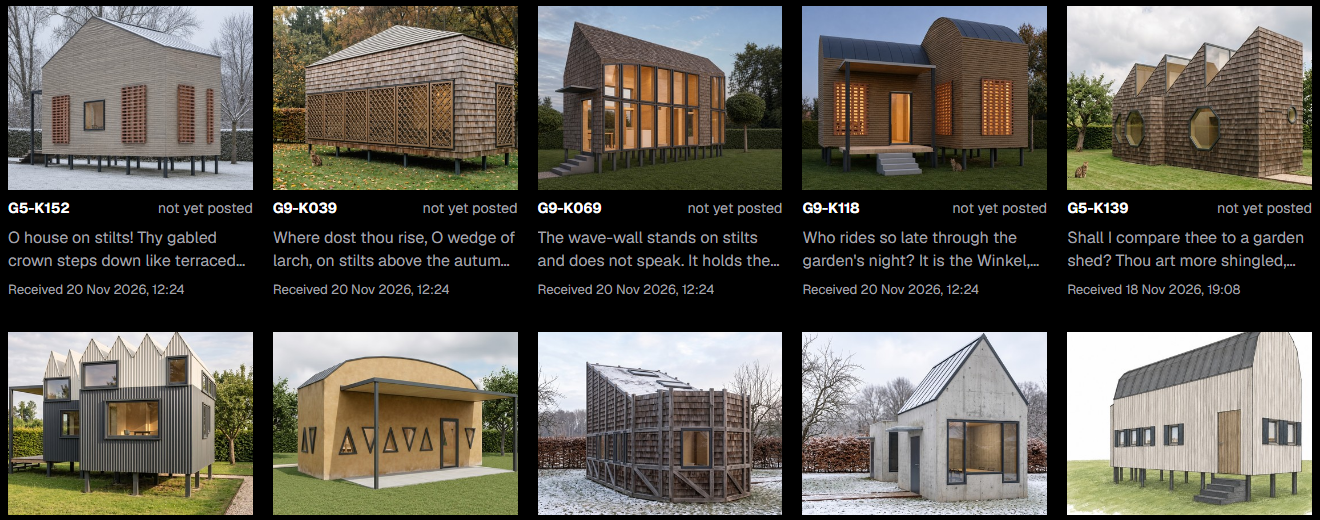 G5-K152 not yet posted
O house on stilts! Thy gabled
crown steps down like terraced...
Received 20 Nov 2026, 12:24
G9-K039 not yet posted
Where dost thou rise, O wedge of
larch, on stilts above the autum...
Received 20 Nov 2026, 12:24
G9-K069 not yet posted
The wave-wall stands on stilts
and does not speak. It holds the...
Received 20 Nov 2026, 12:24
G9-K118 not yet posted
Who rides so late through the
garden's night? It is the Winkel,...
Received 20 Nov 2026, 12:24
G5-K139 not yet posted
Shall I compare thee to a garden
shed? Thou art more shingled,...
Received 18 Nov 2026, 19:08